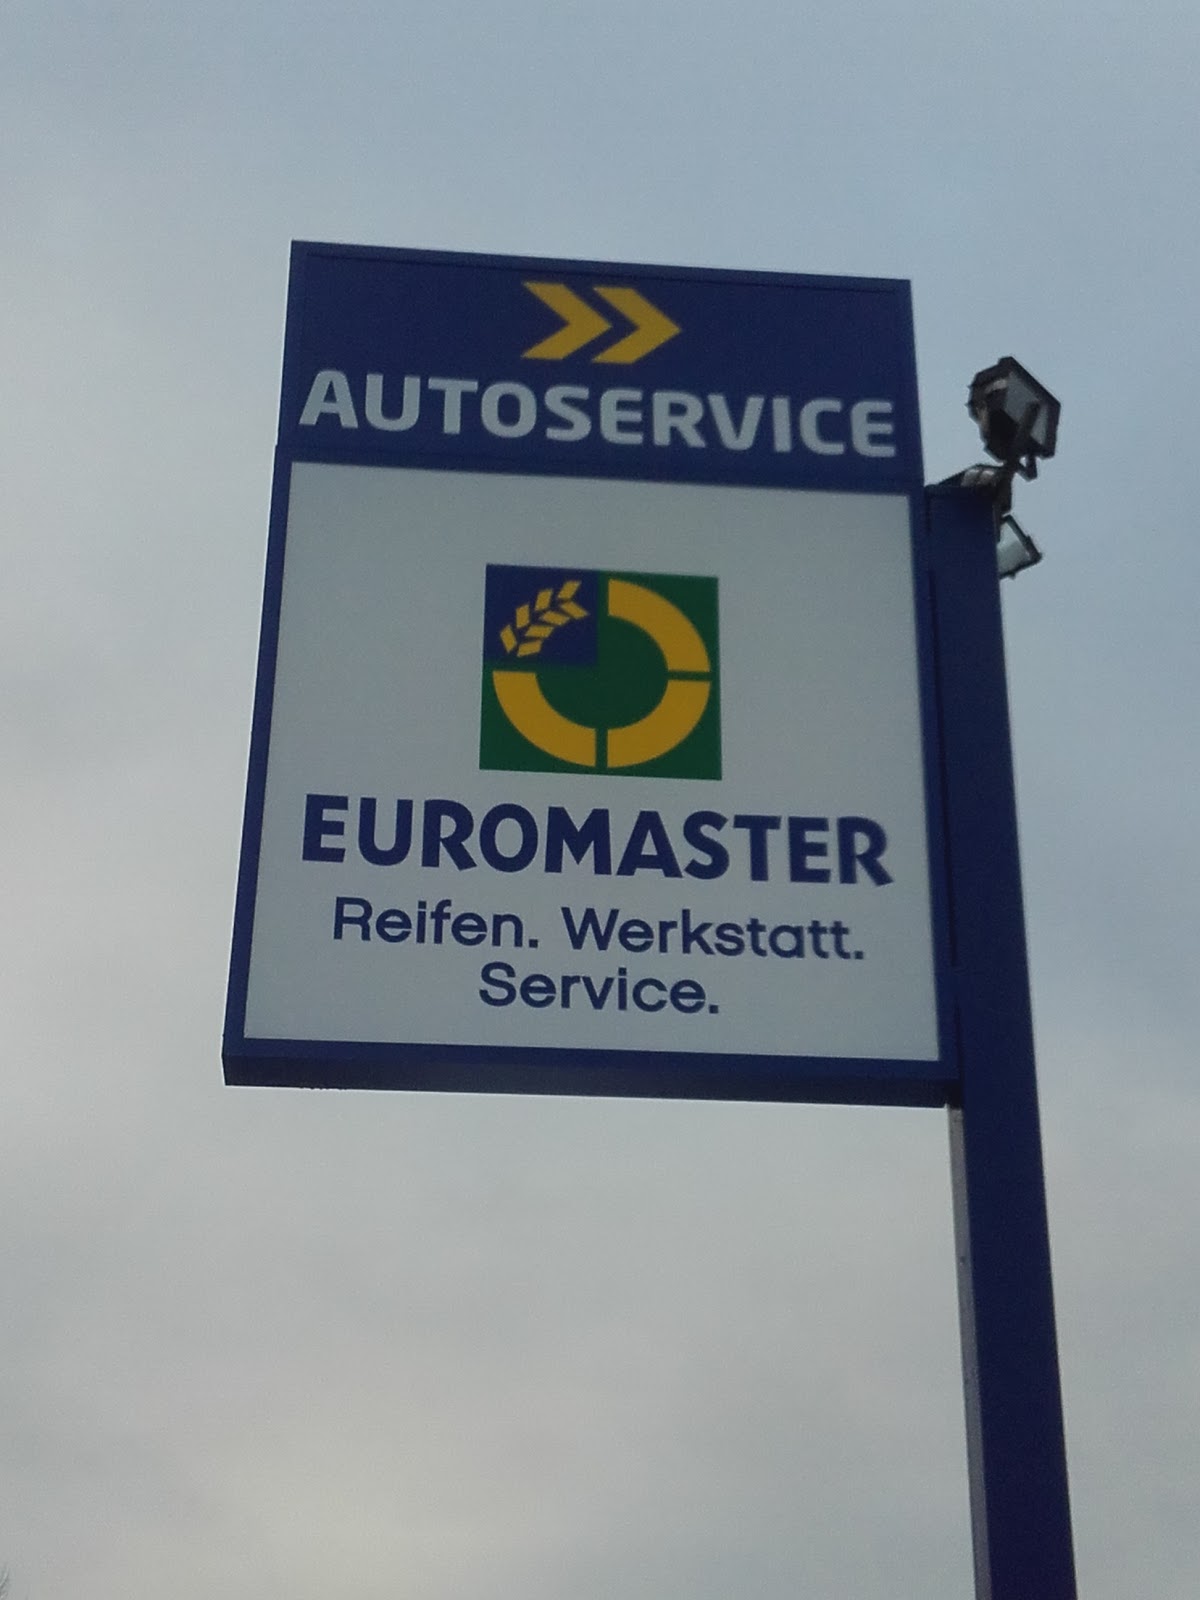 AUTOSERVICE
EUROMASTER
Reifen. Werkstatt.
Service.